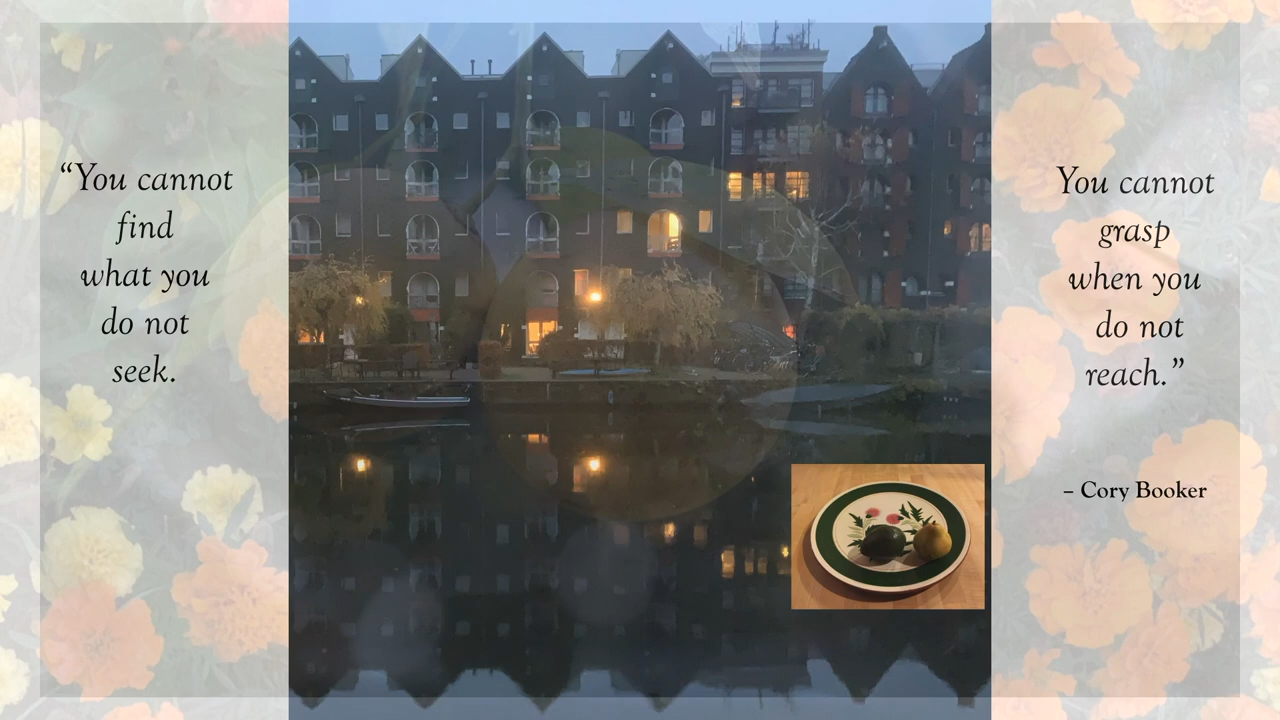 “You cannot
find
what you
do not
seek.
You cannot
grasp
when you
do not
reach.”
– Cory Booker